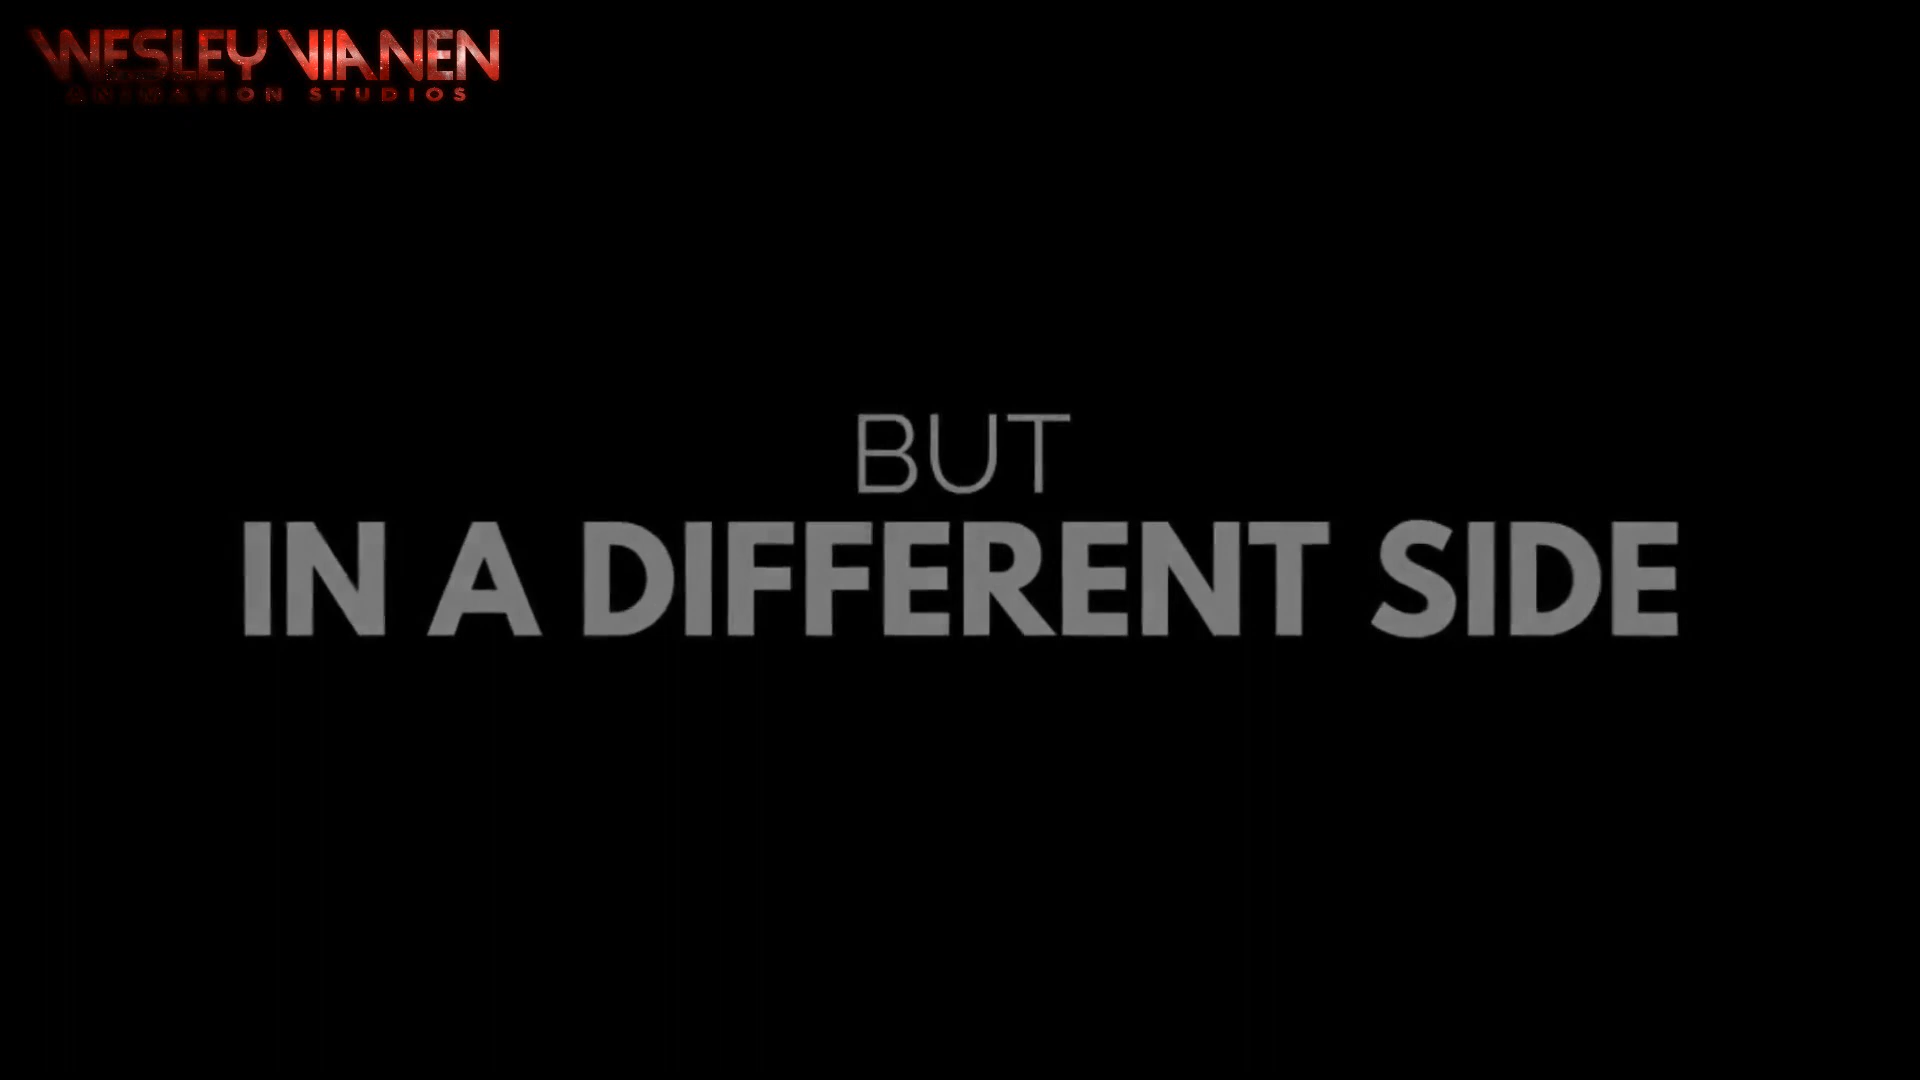 WESLEY VIANEN
ANIMATION STUDIOS
BUT
IN A DIFFERENT SIDE